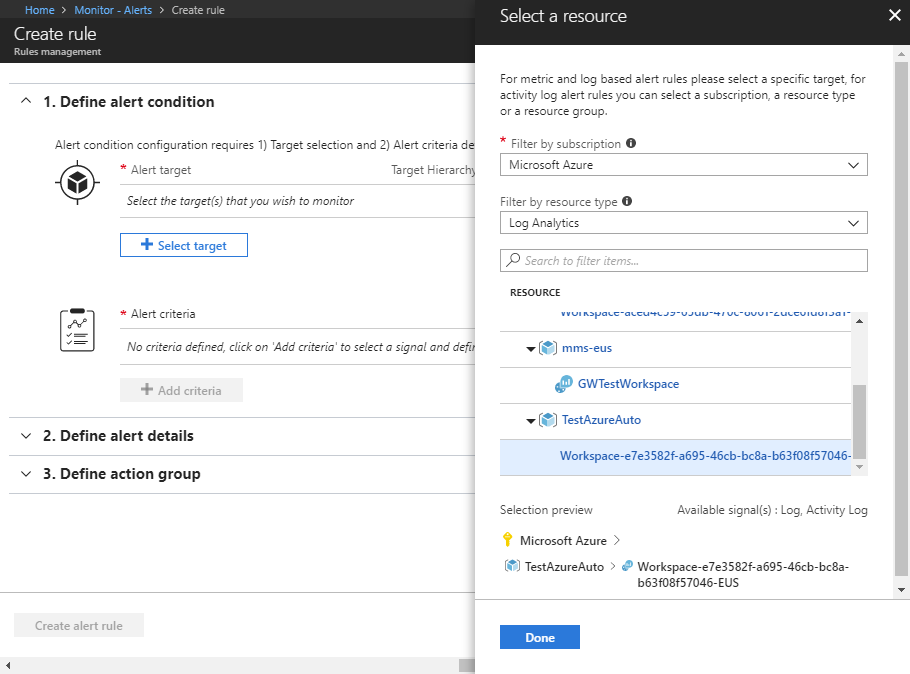 Home > Monitor - Alerts > Create rule
Create rule
Rules management
1. Define alert condition
Alert condition configuration requires 1) Target selection and 2) Alert criteria de
* Alert target
Target Hierarchy
Select the target(s) that you wish to monitor
+ Select target
* Alert criteria
No criteria defined, click on 'Add criteria' to select a signal and defin
+ Add criteria
2. Define alert details
3. Define action group
Create alert rule
Select a resource
For metric and log based alert rules please select a specific target, for
activity log alert rules you can select a subscription, a resource type
or a resource group.
* Filter by subscription
Microsoft Azure
Filter by resource type
Log Analytics
Search to filter items...
RESOURCE
mms-eus
GWTestWorkspace
TestAzureAuto
Workspace-e7e3582f-a695-46cb-bc8a-b63f08f57046-
Selection preview
Available signal(s) : Log, Activity Log
Microsoft Azure >
TestAzureAuto > Workspace-e7e3582f-a695-46cb-bc8a-
b63f08f57046-EUS
Done